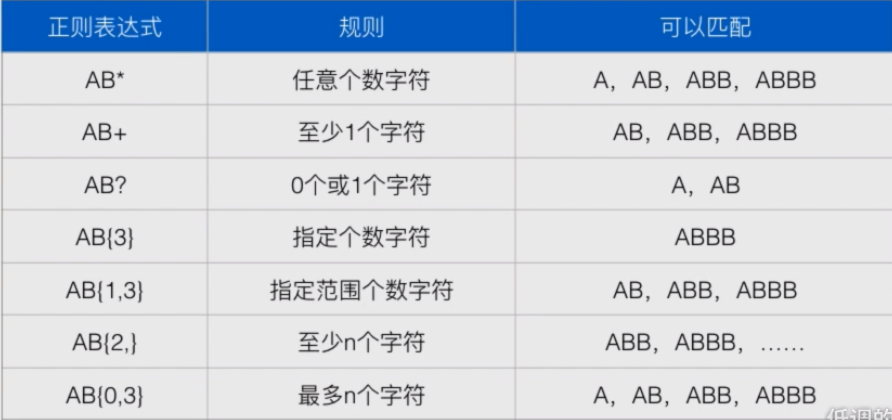 正则表达式 规则 可以匹配
AB* 任意个数字符 A，AB，ABB，ABBB
AB+ 至少1个字符 AB，ABB，ABBB
AB? 0个或1个字符 A，AB
AB{3} 指定个数字符 ABBB
AB{1,3} 指定范围个数字符 AB，ABB，ABBB
AB{2,} 至少n个字符 ABB，ABBB，……
AB{0,3} 最多n个字符 A，AB，ABB，ABBB
低调的